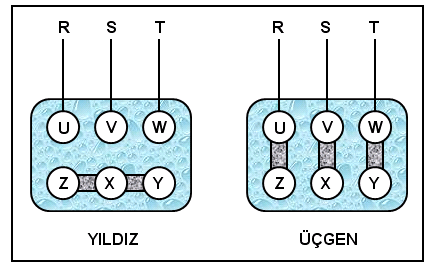 R S T R S T
U V W U V W
Z X Y Z X Y
YILDIZ ÜÇGEN